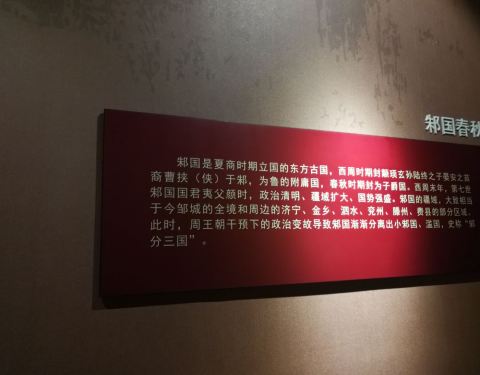 邾国春秋
邾国是夏商时期立国的东方古国，西周时期封颛顼玄孙陆终之子晏安之苗
裔曹挟（侠）于邾，为鲁的附庸国，春秋时期封为子爵国。西周末年，第七世
邾国国君夷父颜时，政治清明、疆域扩大、国势强盛。邾国的疆域，大致相当
于今邹城的全境和周边的济宁、金乡、泗水、兖州、滕州、费县的部分区域。
此时，周王朝干预下的政治变故导致邾国渐渐分离出小邾国、滥国，史称“邾
分三国”。